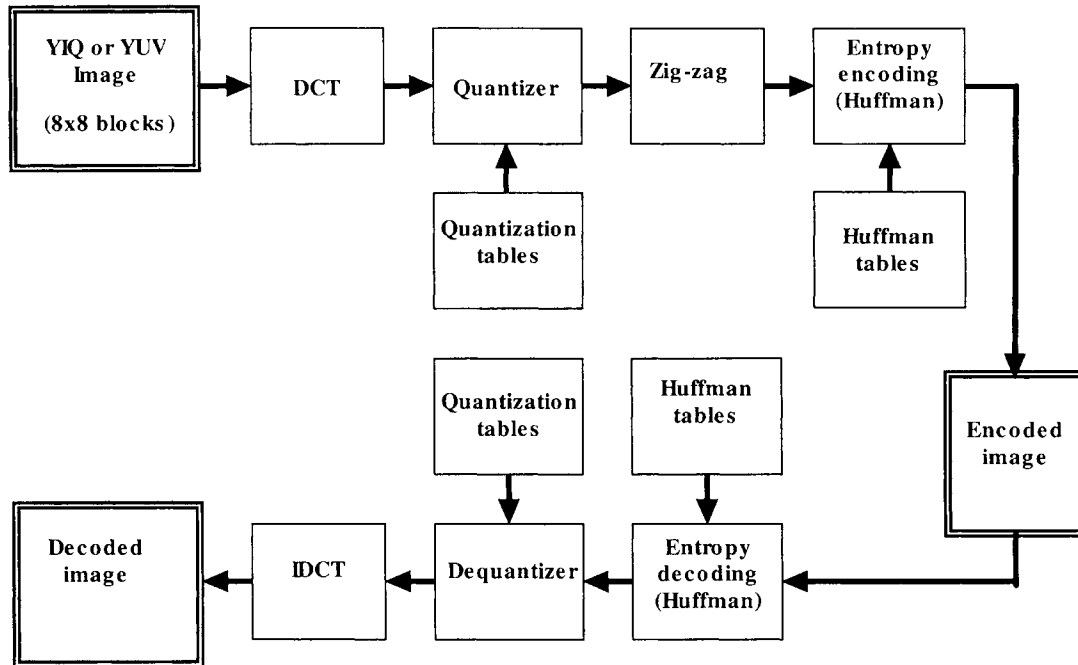 YIQ or YUV
Image
(8x8 blocks)
DCT
Quantizer
Zig-zag
Entropy
encoding
(Huffman)
Quantization
tables
Huffman
tables
Quantization
tables
Huffman
tables
Encoded
image
Decoded
image
IDCT
Dequantizer
Entropy
decoding
(Huffman)